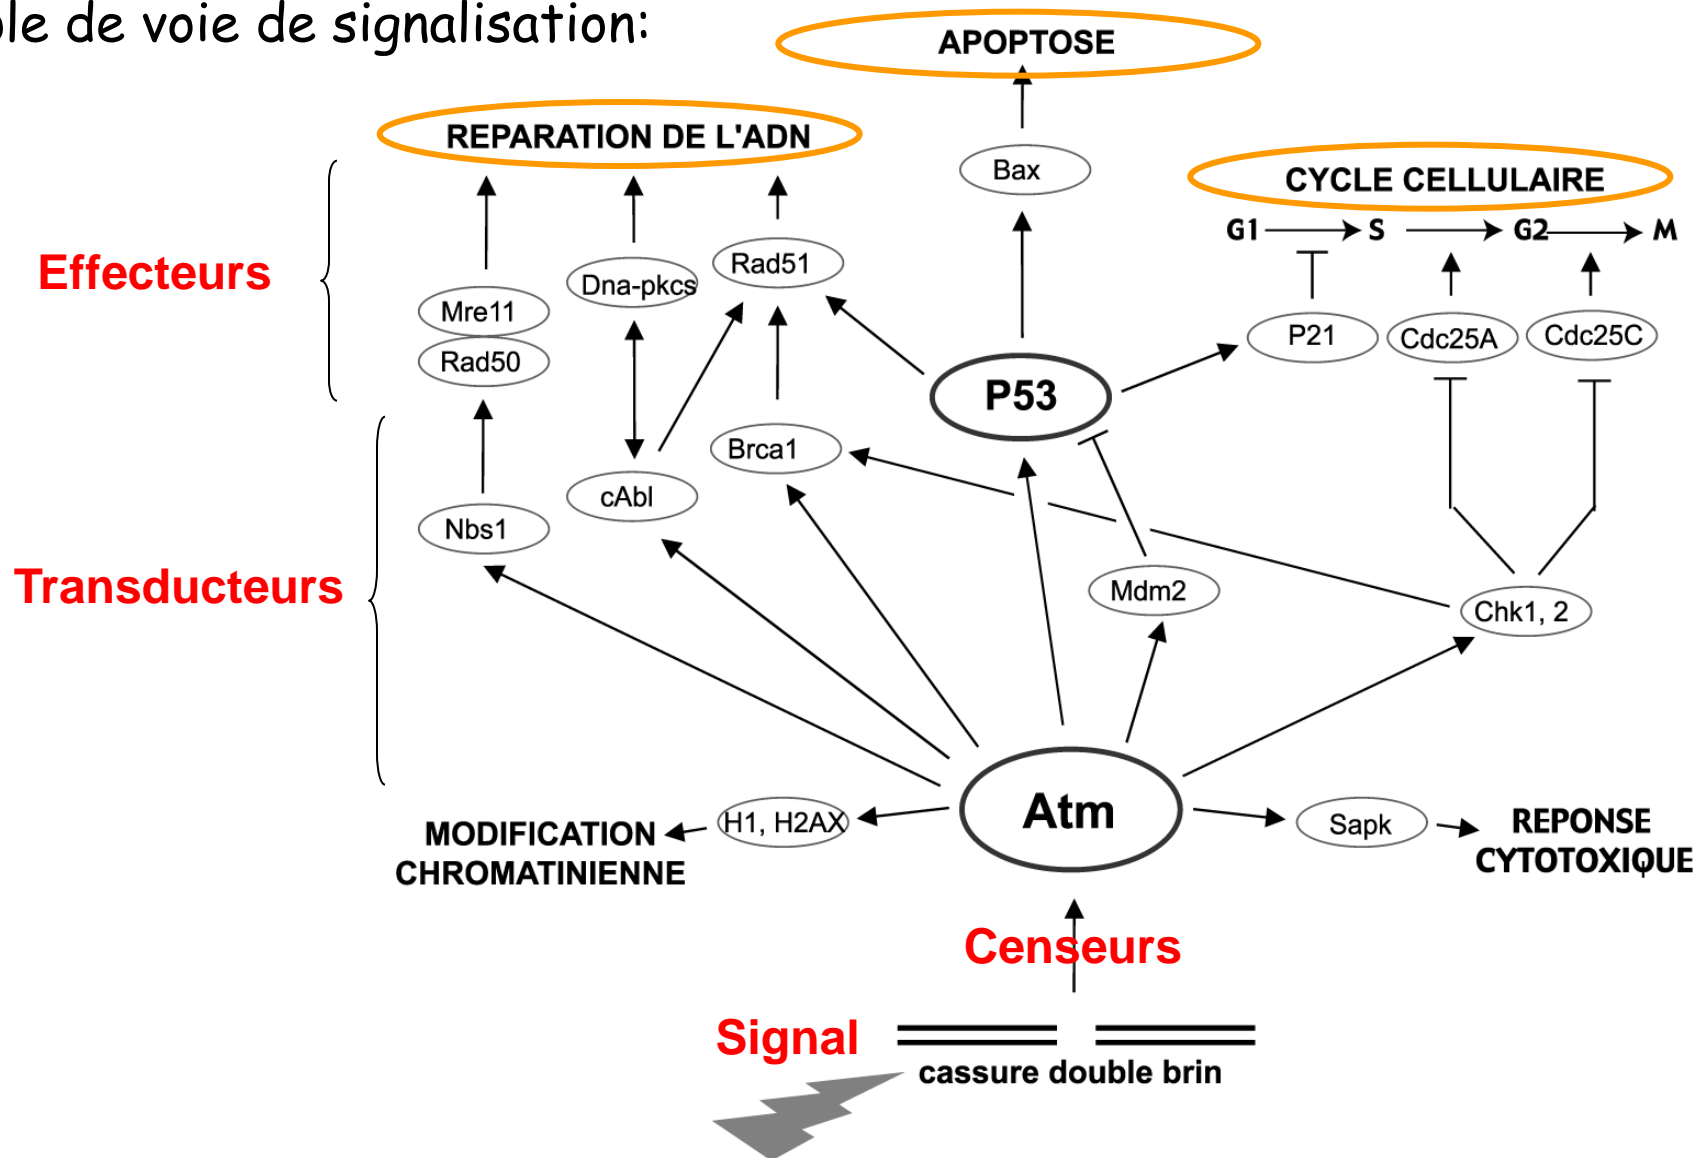 de voie de signalisation:
APOPTOSE
REPARATION DE L'ADN
Bax
CYCLE CELLULAIRE
G1 S G2 M
Effecteurs
Rad51
Dna-pkcs
Mre11
P21
Cdc25A
Cdc25C
Rad50
P53
Brca1
cAbl
Nbs1
Transducteurs
Mdm2
Chk1, 2
Atm
H1, H2AX
Sapk
MODIFICATION
CHROMATINIENNE
REPONSE
CYTOTOXIQUE
Censeurs
Signal
cassure double brin